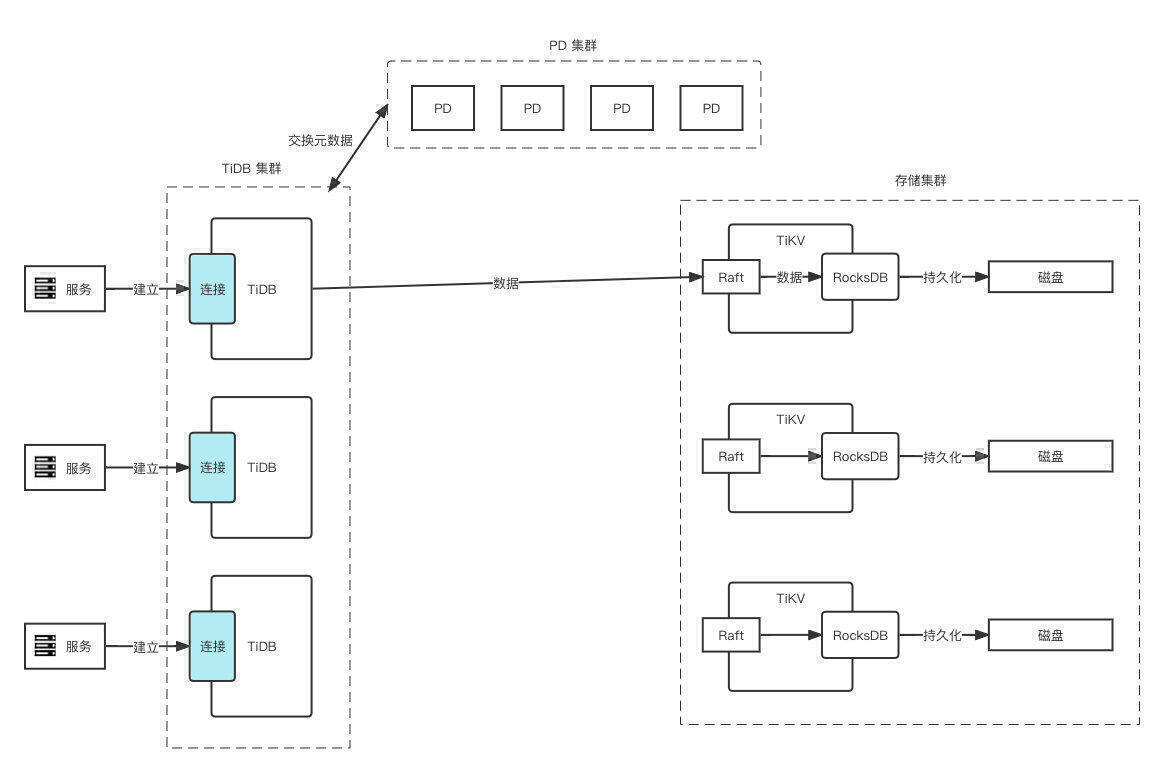 PD 集群
PD
PD
PD
PD
交换元数据
TiDB 集群
存储集群
服务
建立
连接
TiDB
数据
TiKV
Raft
数据
RocksDB
持久化
磁盘
服务
建立
连接
TiDB
TiKV
Raft
RocksDB
持久化
磁盘
服务
建立
连接
TiDB
TiKV
Raft
RocksDB
持久化
磁盘